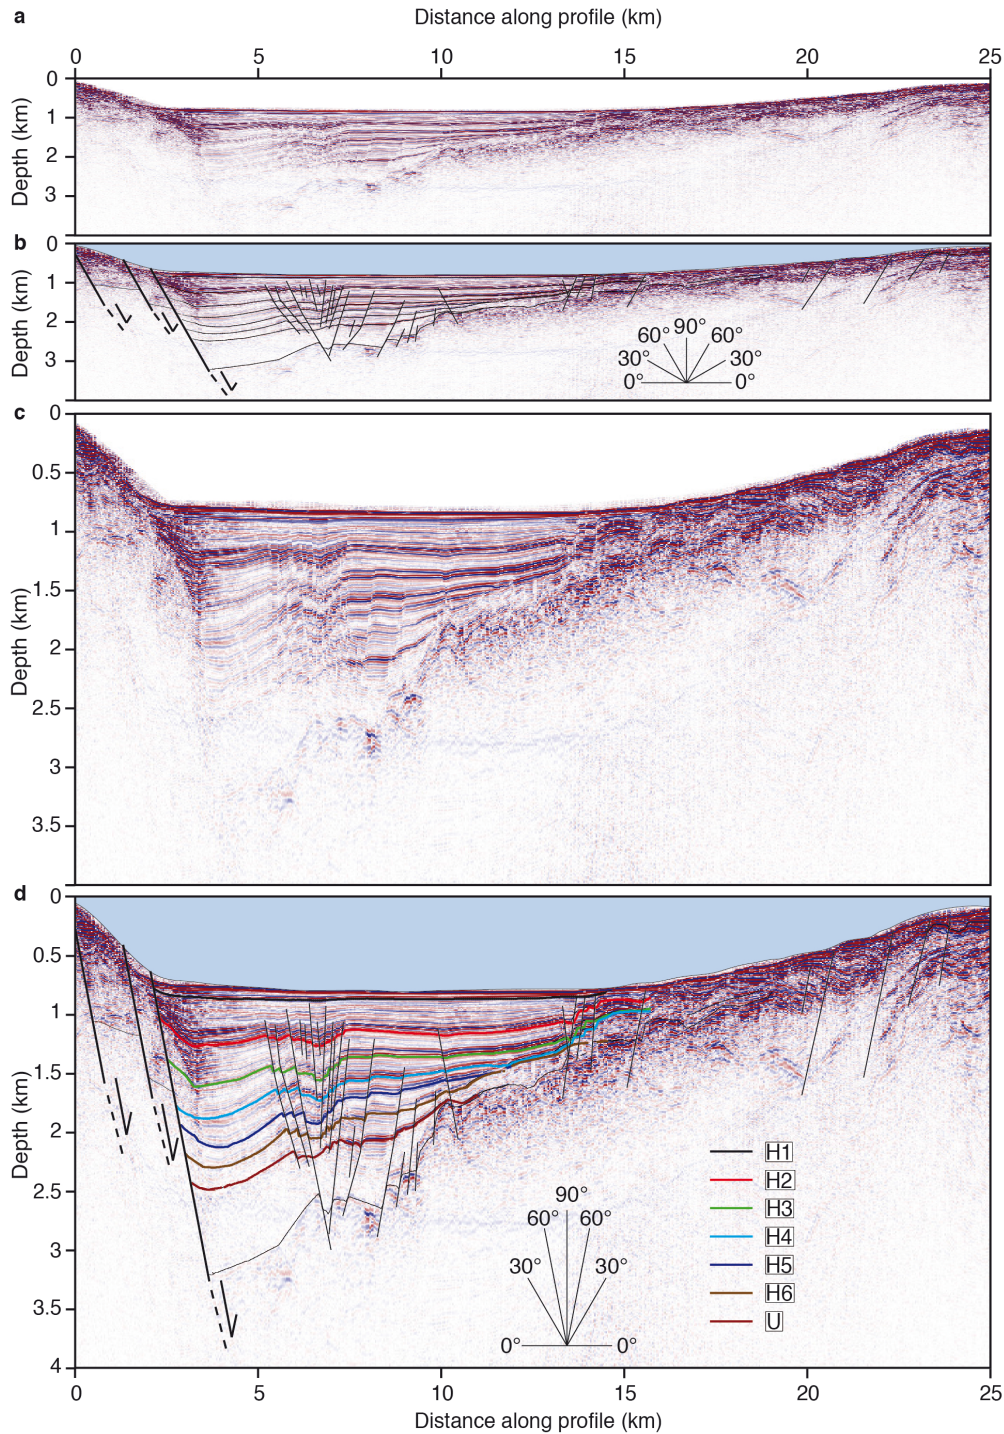 a
Distance along profile (km)
0 5 10 15 20 25
0
1
2
3
Depth (km)
b
0
1
2
3
Depth (km)
90°
60° 60°
30° 30°
0° 0°
c
0
0.5
1
1.5
2
2.5
3
3.5
Depth (km)
d
0
0.5
1
1.5
2
2.5
3
3.5
4
Depth (km)
90°
60° 60°
30° 30°
0° 0°
H1
H2
H3
H4
H5
H6
U
0 5 10 15 20 25
Distance along profile (km)